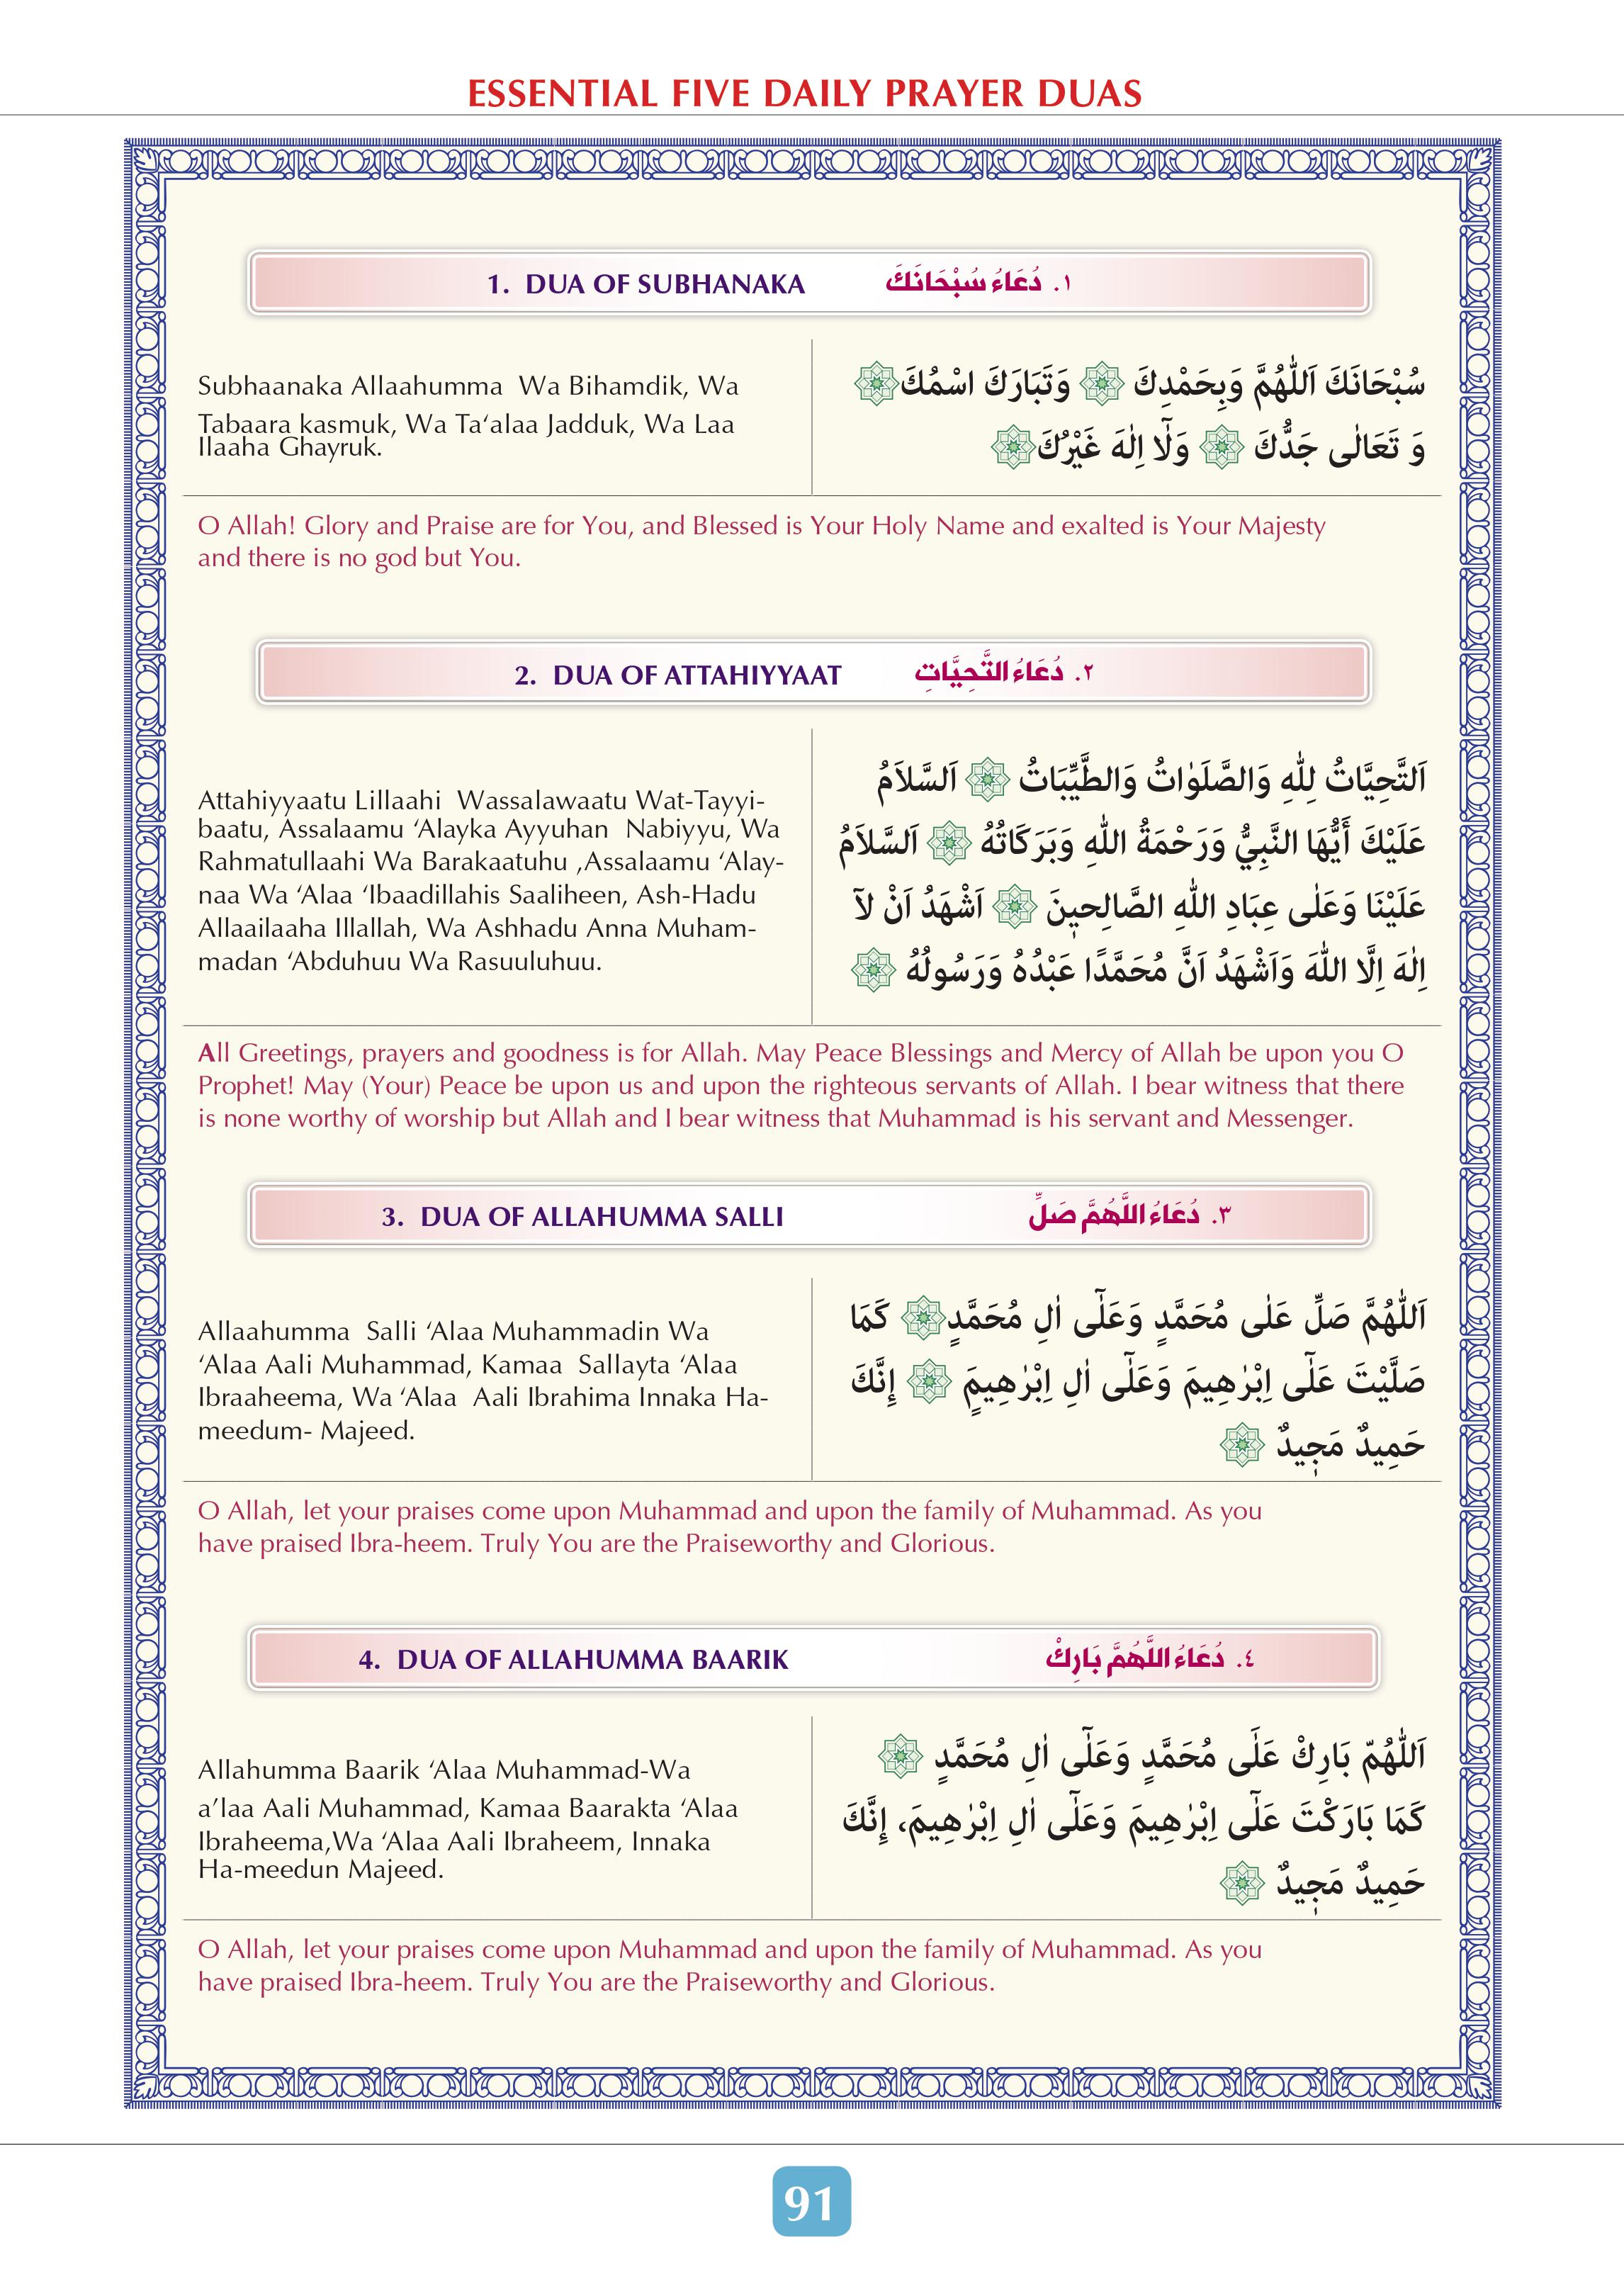 ESSENTIAL FIVE DAILY PRAYER DUAS
1. DUA OF SUBHANAKA ١. دُعَاءُ سُبْحَانَكَ
Subhaanaka Allaahumma Wa Bihamdik, Wa
Tabaara kasmuk, Wa Ta‘alaa Jadduk, Wa Laa
Ilaaha Ghayruk.
سُبْحَانَكَ اَللّٰهُمَّ وَبِحَمْدِكَ ۞ وَتَبَارَكَ اسْمُكَ ۞
وَ تَعَالٰى جَدُّكَ ۞ وَلَٓا اِلٰهَ غَيْرُكَ ۞
O Allah! Glory and Praise are for You, and Blessed is Your Holy Name and exalted is Your Majesty
and there is no god but You.
2. DUA OF ATTAHIYYAAT ٢. دُعَاءُ التَّحِيَّاتِ
Attahiyyaatu Lillaahi Wassalawaatu Wat-Tayyi-
baatu, Assalaamu ‘Alayka Ayyuhan Nabiyyu, Wa
Rahmatullaahi Wa Barakaatuhu ,Assalaamu ‘Alay-
naa Wa ‘Alaa ‘Ibaadillahis Saaliheen, Ash-Hadu
Allaailaaha Illallah, Wa Ashhadu Anna Muham-
madan ‘Abduhuu Wa Rasuuluhuu.
اَلتَّحِيَّاتُ لِلّٰهِ وَالصَّلَوٰاتُ وَالطَّيِّبَاتُ ۞ اَلسَّلاَمُ
عَلَيْكَ أَيُّهَا النَّبِيُّ وَرَحْمَةُ اللّٰهِ وَبَرَكَاتُهُ ۞ اَلسَّلاَمُ
عَلَيْنَا وَعَلٰى عِبَادِ اللّٰهِ الصَّالِحٖينَ ۞ اَشْهَدُ اَنْ لآ
اِلٰهَ اِلَّا اللّٰهَ وَاَشْهَدُ اَنَّ مُحَمَّدًا عَبْدُهُ وَرَسُولُهُ ۞
All Greetings, prayers and goodness is for Allah. May Peace Blessings and Mercy of Allah be upon you O
Prophet! May (Your) Peace be upon us and upon the righteous servants of Allah. I bear witness that there
is none worthy of worship but Allah and I bear witness that Muhammad is his servant and Messenger.
3. DUA OF ALLAHUMMA SALLI ٣. دُعَاءُ اللَّهُمَّ صَلِّ
Allaahumma Salli ‘Alaa Muhammadin Wa
‘Alaa Aali Muhammad, Kamaa Sallayta ‘Alaa
Ibraaheema, Wa ‘Alaa Aali Ibrahima Innaka Ha-
meedum- Majeed.
اَللّٰهُمَّ صَلِّ عَلٰى مُحَمَّدٍ وَعَلٰٓى اٰلِ مُحَمَّدٍ ۞ كَمَا
صَلَّيْتَ عَلٰٓى اِبْرٰهِيمَ وَعَلٰٓى اٰلِ اِبْرٰهِيمٍَ ۞ إِنَّكَ
حَمِيدٌ مَجٖيدٌ ۞
O Allah, let your praises come upon Muhammad and upon the family of Muhammad. As you
have praised Ibra-heem. Truly You are the Praiseworthy and Glorious.
4. DUA OF ALLAHUMMA BAARIK ٤. دُعَاءُ اللَّهُمَّ بَارِكْ
Allahumma Baarik ‘Alaa Muhammad-Wa
a’laa Aali Muhammad, Kamaa Baarakta ‘Alaa
Ibraheema,Wa ‘Alaa Aali Ibraheem, Innaka
Ha-meedun Majeed.
اَللّٰهُمّ بَارِكْ عَلَى مُحَمَّدٍ وَعَلٰٓى اٰلِ مُحَمَّدٍ ۞
كَمَا بَارَكْتَ عَلٰٓى اِبْرٰهِيمَ وَعَلٰٓى اٰلِ اِبْرٰهِيمَ، إِنَّكَ
حَمِيدٌ مَجٖيدٌ ۞
O Allah, let your praises come upon Muhammad and upon the family of Muhammad. As you
have praised Ibra-heem. Truly You are the Praiseworthy and Glorious.
91